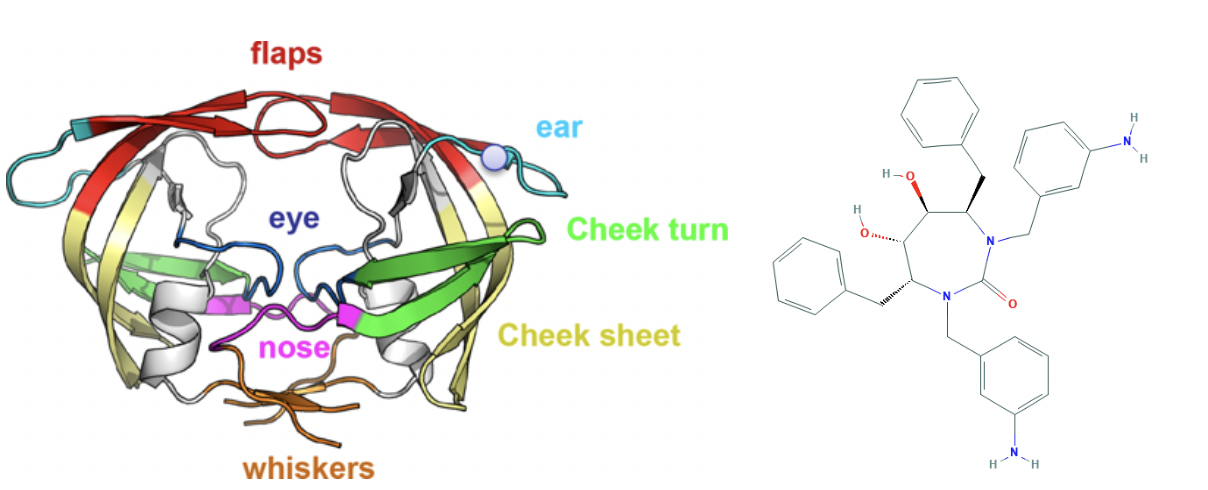 flaps
ear
eye
Cheek turn
Cheek sheet
nose
whiskers
H
N
H
H O
H
O
N
N
O
N
H H